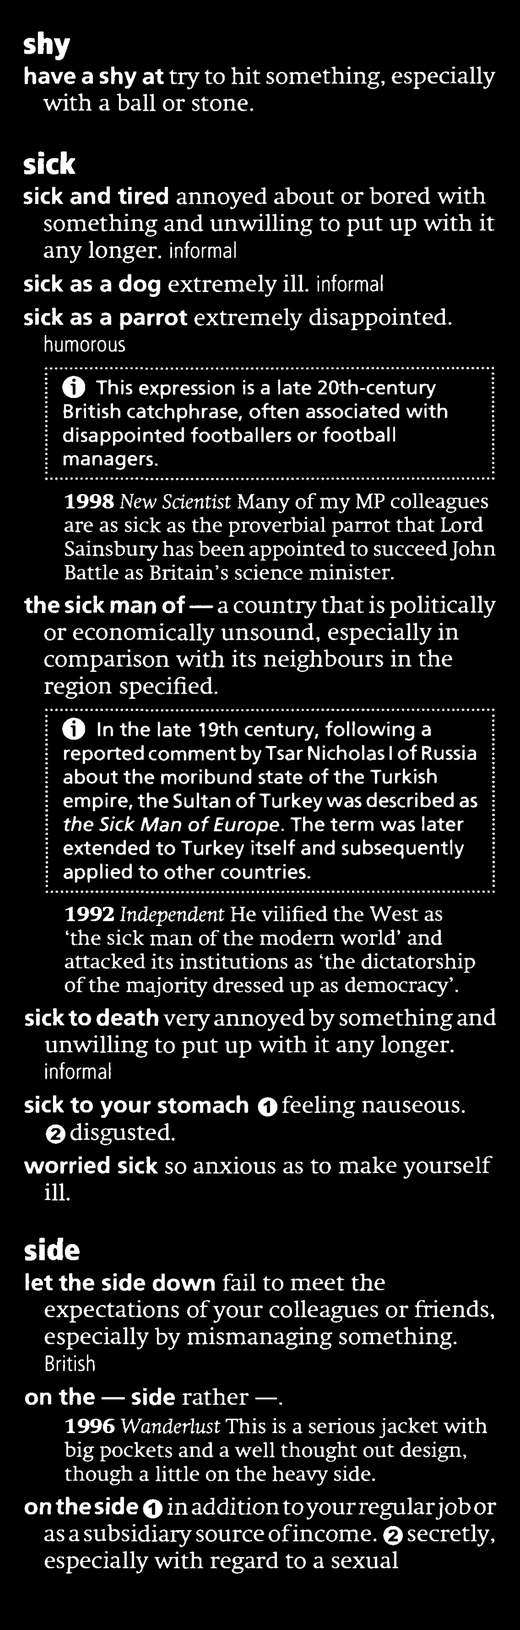 shy
have a shy at try to hit something, especially
with a ball or stone.
sick
sick and tired annoyed about or bored with
something and unwilling to put up with it
any longer. informal
sick as a dog extremely ill. informal
sick as a parrot extremely disappointed.
humorous
ⓘ This expression is a late 20th-century
British catchphrase, often associated with
disappointed footballers or football
managers.
1998 New Scientist Many of my MP colleagues
are as sick as the proverbial parrot that Lord
Sainsbury has been appointed to succeed John
Battle as Britain's science minister.
the sick man of — a country that is politically
or economically unsound, especially in
comparison with its neighbours in the
region specified.
ⓘ In the late 19th century, following a
reported comment by Tsar Nicholas I of Russia
about the moribund state of the Turkish
empire, the Sultan of Turkey was described as
the Sick Man of Europe. The term was later
extended to Turkey itself and subsequently
applied to other countries.
1992 Independent He vilified the West as
‘the sick man of the modern world’ and
attacked its institutions as ‘the dictatorship
of the majority dressed up as democracy’.
sick to death very annoyed by something and
unwilling to put up with it any longer.
informal
sick to your stomach ❶ feeling nauseous.
❷ disgusted.
worried sick so anxious as to make yourself
ill.
side
let the side down fail to meet the
expectations of your colleagues or friends,
especially by mismanaging something.
British
on the — side rather —.
1996 Wanderlust This is a serious jacket with
big pockets and a well thought out design,
though a little on the heavy side.
on the side ❶ in addition to your regular job or
as a subsidiary source of income. ❷ secretly,
especially with regard to a sexual